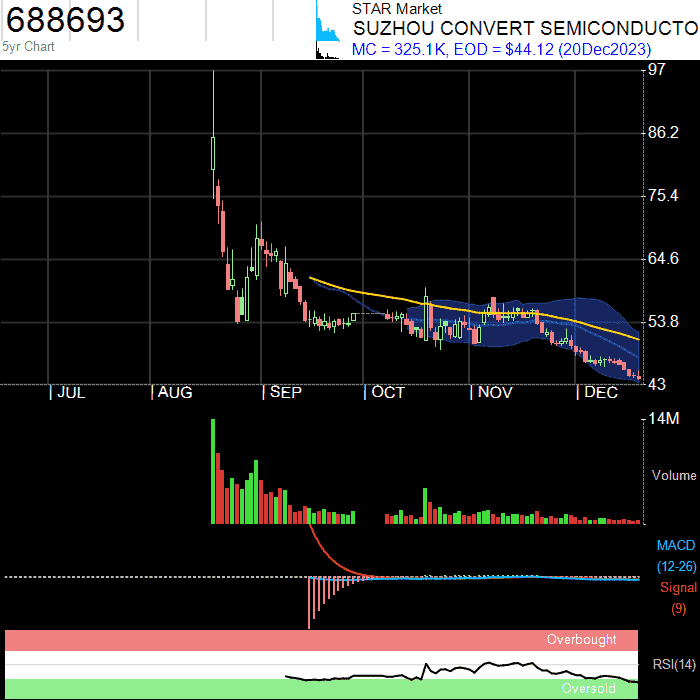 688693
5yr Chart
STAR Market
SUZHOU CONVERT SEMICONDUCTO
MC = 325.1K, EOD = $44.12 (20Dec2023)
97
86.2
75.4
64.6
53.8
43
JUL
AUG
SEP
OCT
NOV
DEC
14M
Volume
MACD
(12-26)
Signal
(9)
Overbought
RSI(14)
Oversold